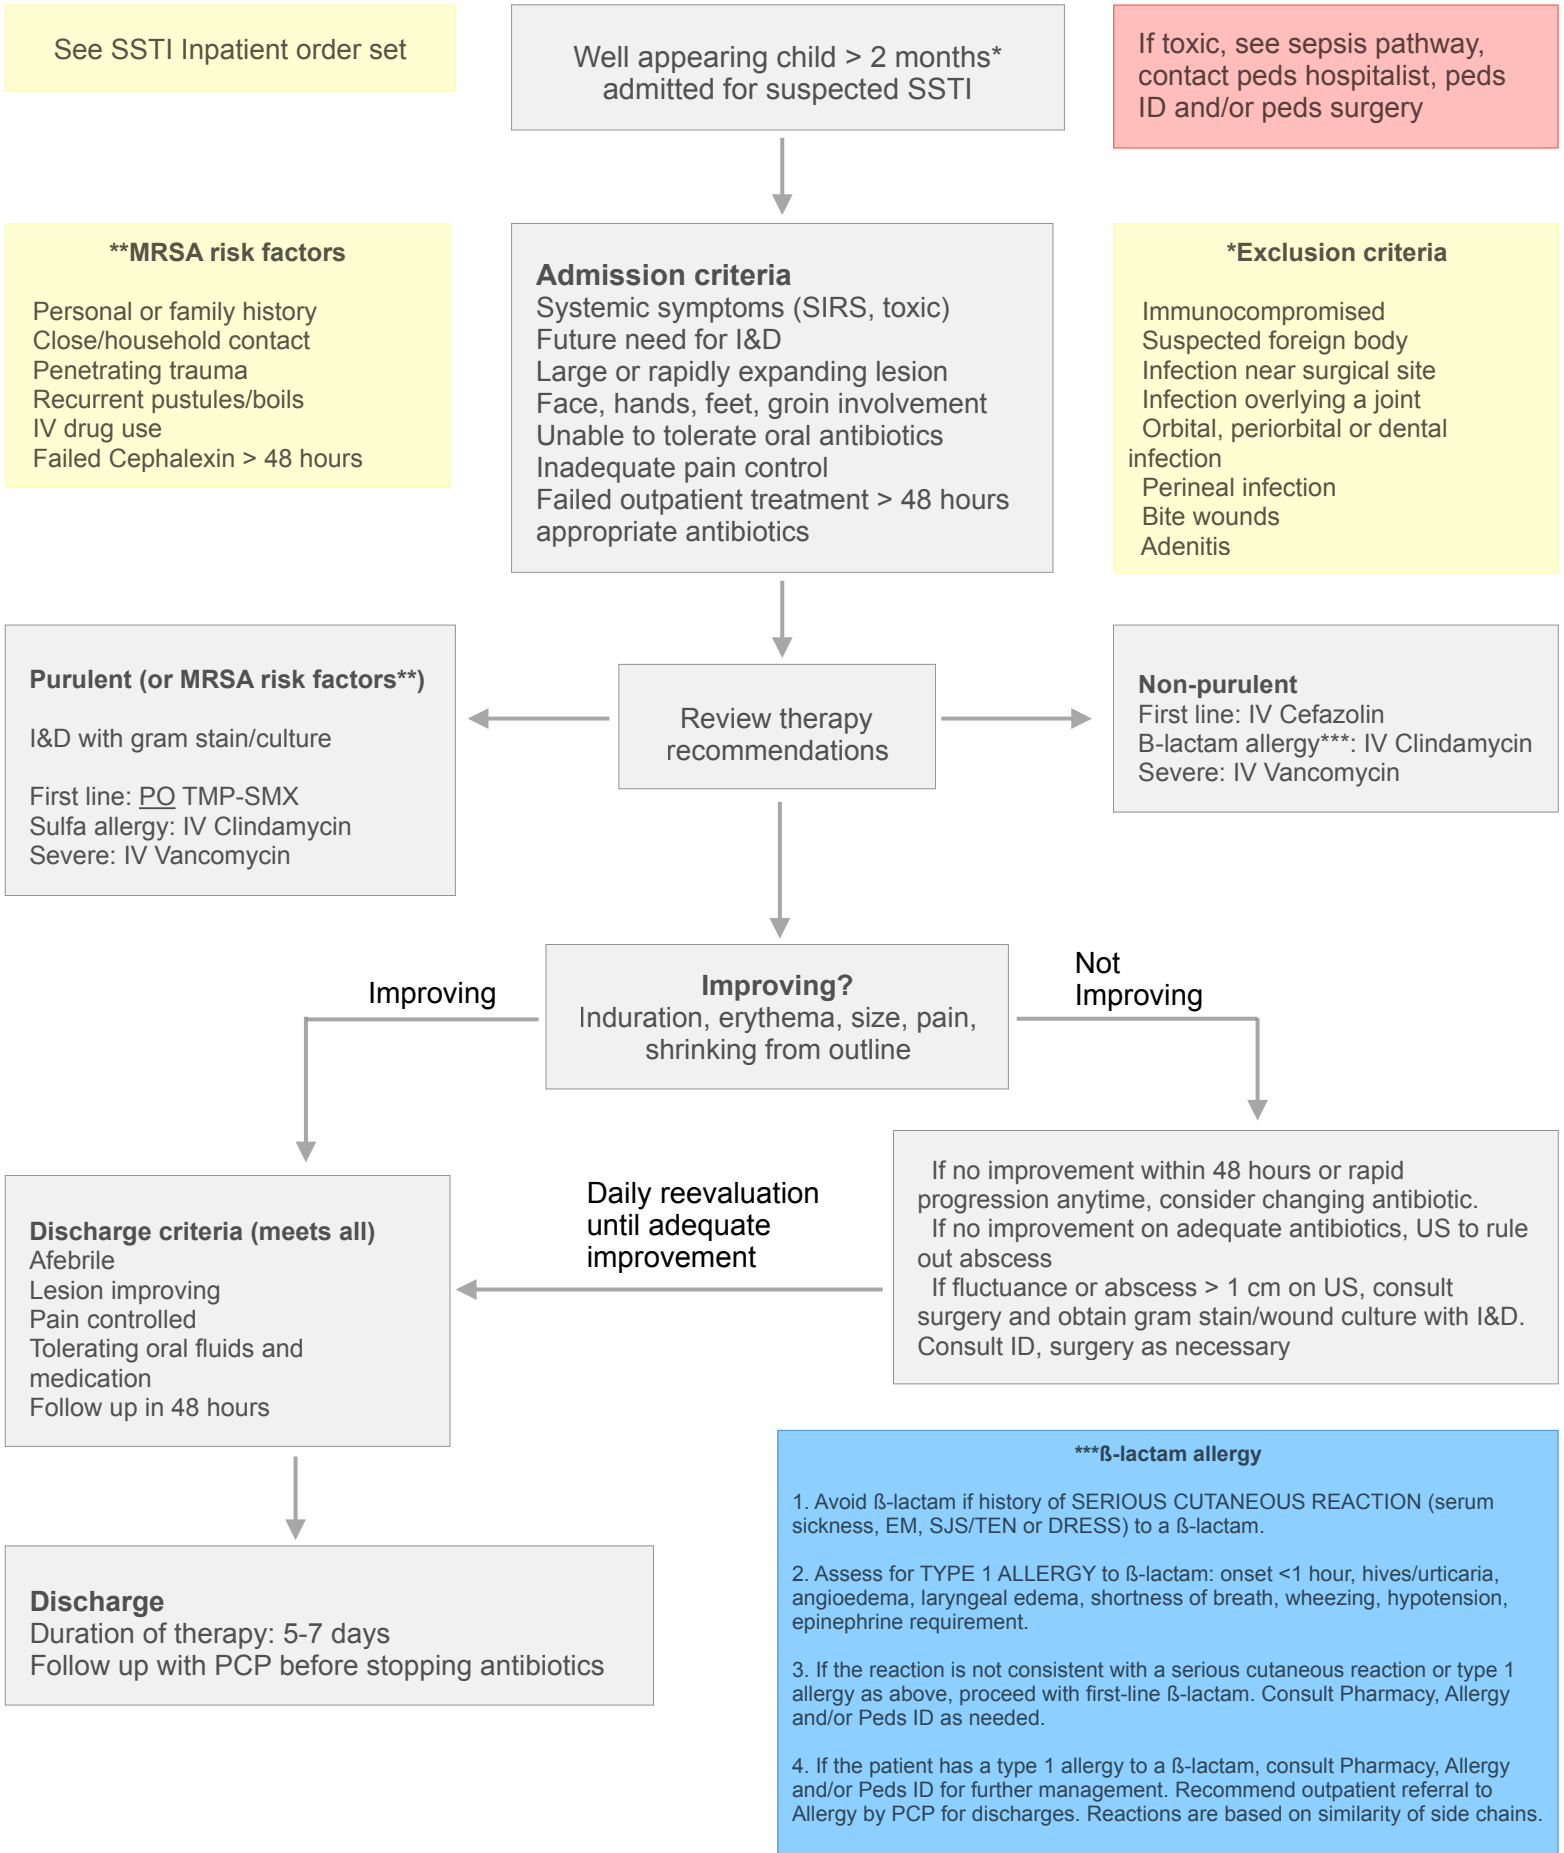 See SSTI Inpatient order set
Well appearing child > 2 months*
admitted for suspected SSTI
If toxic, see sepsis pathway,
contact peds hospitalist, peds
ID and/or peds surgery
**MRSA risk factors
Personal or family history
Close/household contact
Penetrating trauma
Recurrent pustules/boils
IV drug use
Failed Cephalexin > 48 hours
Admission criteria
Systemic symptoms (SIRS, toxic)
Future need for I&D
Large or rapidly expanding lesion
Face, hands, feet, groin involvement
Unable to tolerate oral antibiotics
Inadequate pain control
Failed outpatient treatment > 48 hours
appropriate antibiotics
*Exclusion criteria
Immunocompromised
Suspected foreign body
Infection near surgical site
Infection overlying a joint
Orbital, periorbital or dental
infection
Perineal infection
Bite wounds
Adenitis
Purulent (or MRSA risk factors**)
I&D with gram stain/culture
First line: PO TMP-SMX
Sulfa allergy: IV Clindamycin
Severe: IV Vancomycin
Review therapy
recommendations
Non-purulent
First line: IV Cefazolin
B-lactam allergy***: IV Clindamycin
Severe: IV Vancomycin
Improving
Improving?
Induration, erythema, size, pain,
shrinking from outline
Not
Improving
Discharge criteria (meets all)
Afebrile
Lesion improving
Pain controlled
Tolerating oral fluids and
medication
Follow up in 48 hours
Daily reevaluation
until adequate
improvement
If no improvement within 48 hours or rapid
progression anytime, consider changing antibiotic.
If no improvement on adequate antibiotics, US to rule
out abscess
If fluctuance or abscess > 1 cm on US, consult
surgery and obtain gram stain/wound culture with I&D.
Consult ID, surgery as necessary
Discharge
Duration of therapy: 5-7 days
Follow up with PCP before stopping antibiotics
***ß-lactam allergy
1. Avoid ß-lactam if history of SERIOUS CUTANEOUS REACTION (serum
sickness, EM, SJS/TEN or DRESS) to a ß-lactam.
2. Assess for TYPE 1 ALLERGY to ß-lactam: onset <1 hour, hives/urticaria,
angioedema, laryngeal edema, shortness of breath, wheezing, hypotension,
epinephrine requirement.
3. If the reaction is not consistent with a serious cutaneous reaction or type 1
allergy as above, proceed with first-line ß-lactam. Consult Pharmacy, Allergy
and/or Peds ID as needed.
4. If the patient has a type 1 allergy to a ß-lactam, consult Pharmacy, Allergy
and/or Peds ID for further management. Recommend outpatient referral to
Allergy by PCP for discharges. Reactions are based on similarity of side chains.